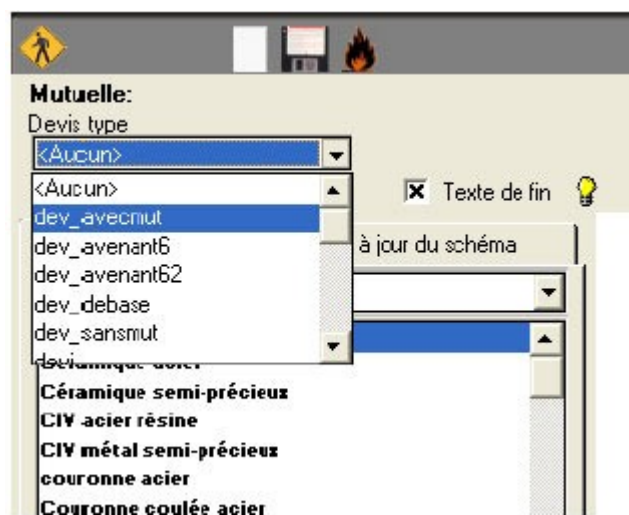 Mutuelle:
Devis type
<Aucun>
<Aucun>
dev_avecmut
dev_avenant6
dev_avenant62
dev_debase
dev_sansmut
Texte de fin
à jour du schéma
Céramique semi-précieux
CIV acier résine
CIV métal semi-précieux
couronne acier
Couronne coulée acier